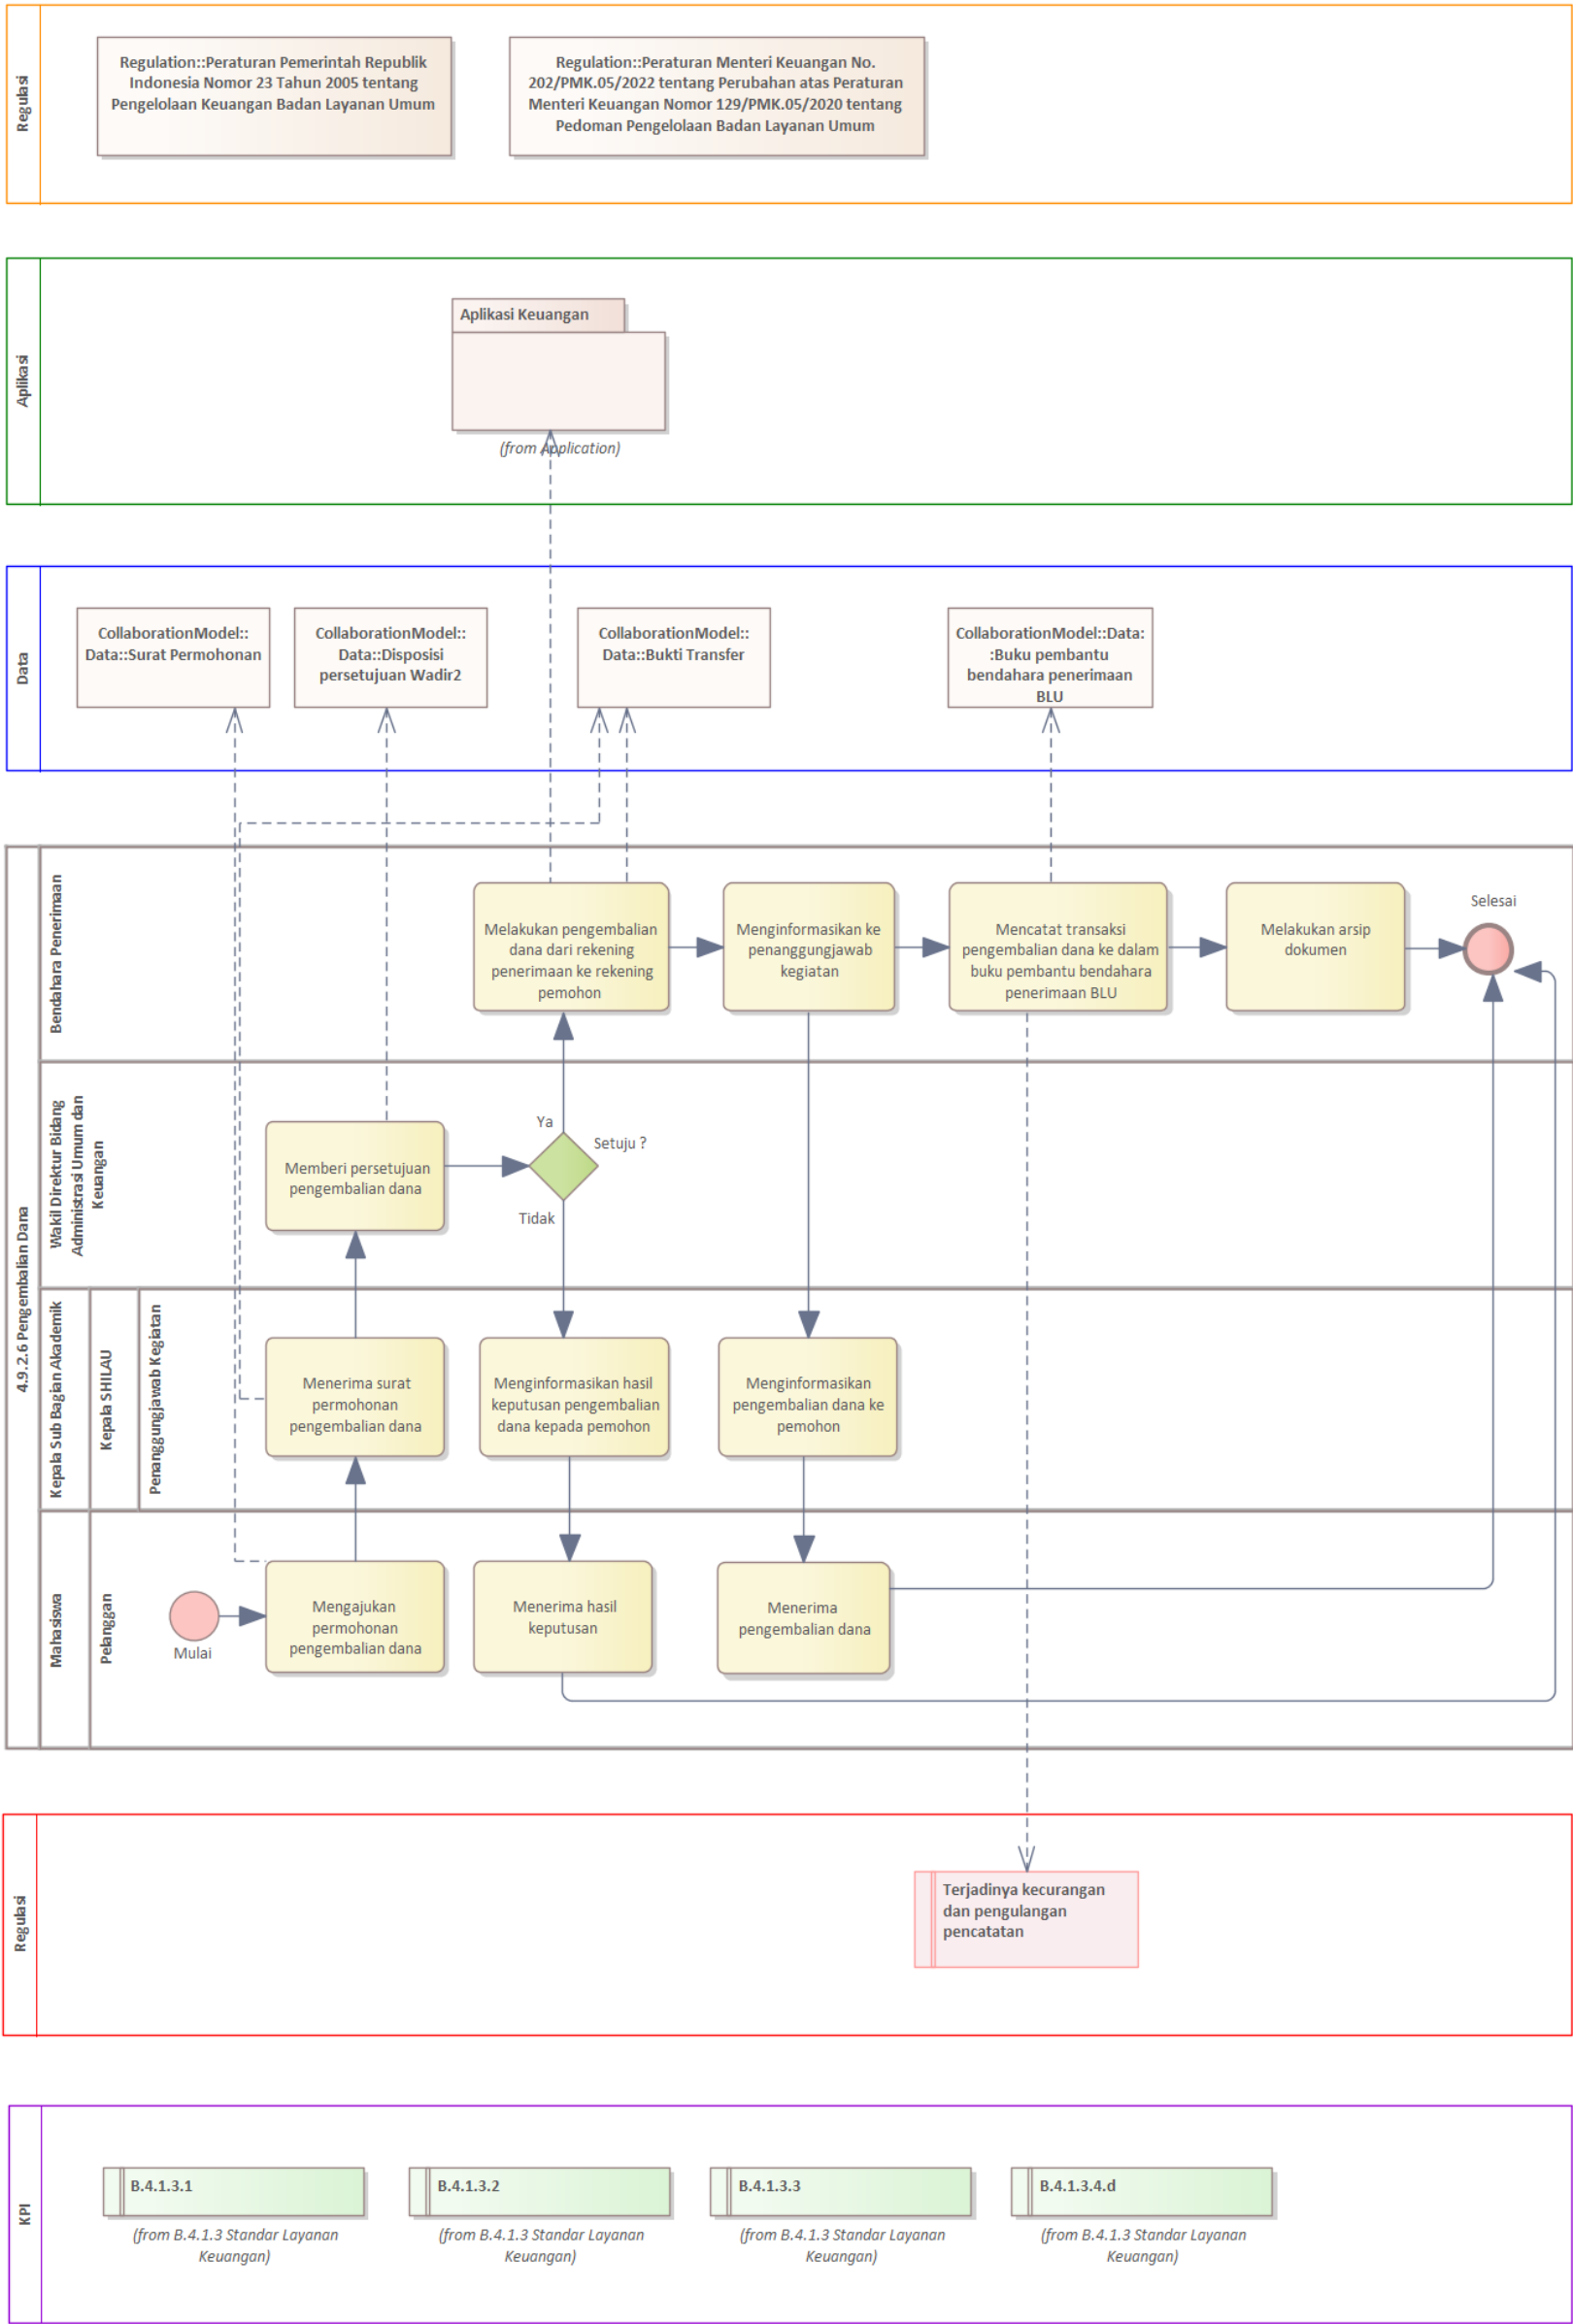 Regulasi
Regulation::Peraturan Pemerintah Republik
Indonesia Nomor 23 Tahun 2005 tentang
Pengelolaan Keuangan Badan Layanan Umum
Regulation::Peraturan Menteri Keuangan No.
202/PMK.05/2022 tentang Perubahan atas Peraturan
Menteri Keuangan Nomor 129/PMK.05/2020 tentang
Pedoman Pengelolaan Badan Layanan Umum
Aplikasi
Aplikasi Keuangan
(from Application)
Data
CollaborationModel::
Data::Surat Permohonan
CollaborationModel::
Data::Disposisi
persetujuan Wadir2
CollaborationModel::
Data::Bukti Transfer
CollaborationModel::Data:
:Buku pembantu
bendahara penerimaan
BLU
4.9.2.6 Pengembalian Dana
Bendahara Penerimaan
Melakukan pengembalian
dana dari rekening
penerimaan ke rekening
pemohon
Menginformasikan ke
penanggungjawab
kegiatan
Mencatat transaksi
pengembalian dana ke dalam
buku pembantu bendahara
penerimaan BLU
Melakukan arsip
dokumen
Selesai
Wakil Direktur Bidang
Administrasi Umum dan
Keuangan
Memberi persetujuan
pengembalian dana
Ya
Setuju ?
Tidak
Kepala Sub Bagian Akademik
Kepala SHILAU
Penanggungjawab Kegiatan
Menerima surat
permohonan
pengembalian dana
Menginformasikan hasil
keputusan pengembalian
dana kepada pemohon
Menginformasikan
pengembalian dana ke
pemohon
Mahasiswa
Pelanggan
Mulai
Mengajukan
permohonan
pengembalian dana
Menerima hasil
keputusan
Menerima
pengembalian dana
Regulasi
Terjadinya kecurangan
dan pengulangan
pencatatan
KPI
B.4.1.3.1
(from B.4.1.3 Standar Layanan
Keuangan)
B.4.1.3.2
(from B.4.1.3 Standar Layanan
Keuangan)
B.4.1.3.3
(from B.4.1.3 Standar Layanan
Keuangan)
B.4.1.3.4.d
(from B.4.1.3 Standar Layanan
Keuangan)